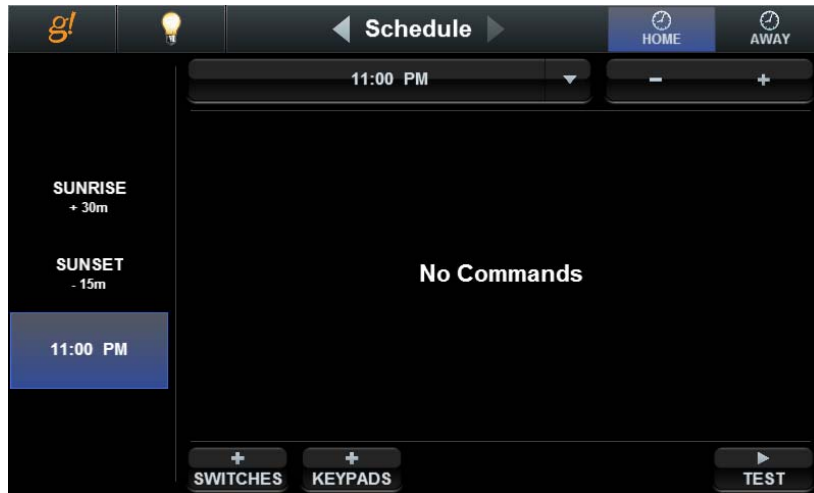 g!
Schedule
HOME
AWAY
11:00 PM
- +
SUNRISE
+ 30m
SUNSET
- 15m
11:00 PM
No Commands
+ SWITCHES
+ KEYPADS
TEST